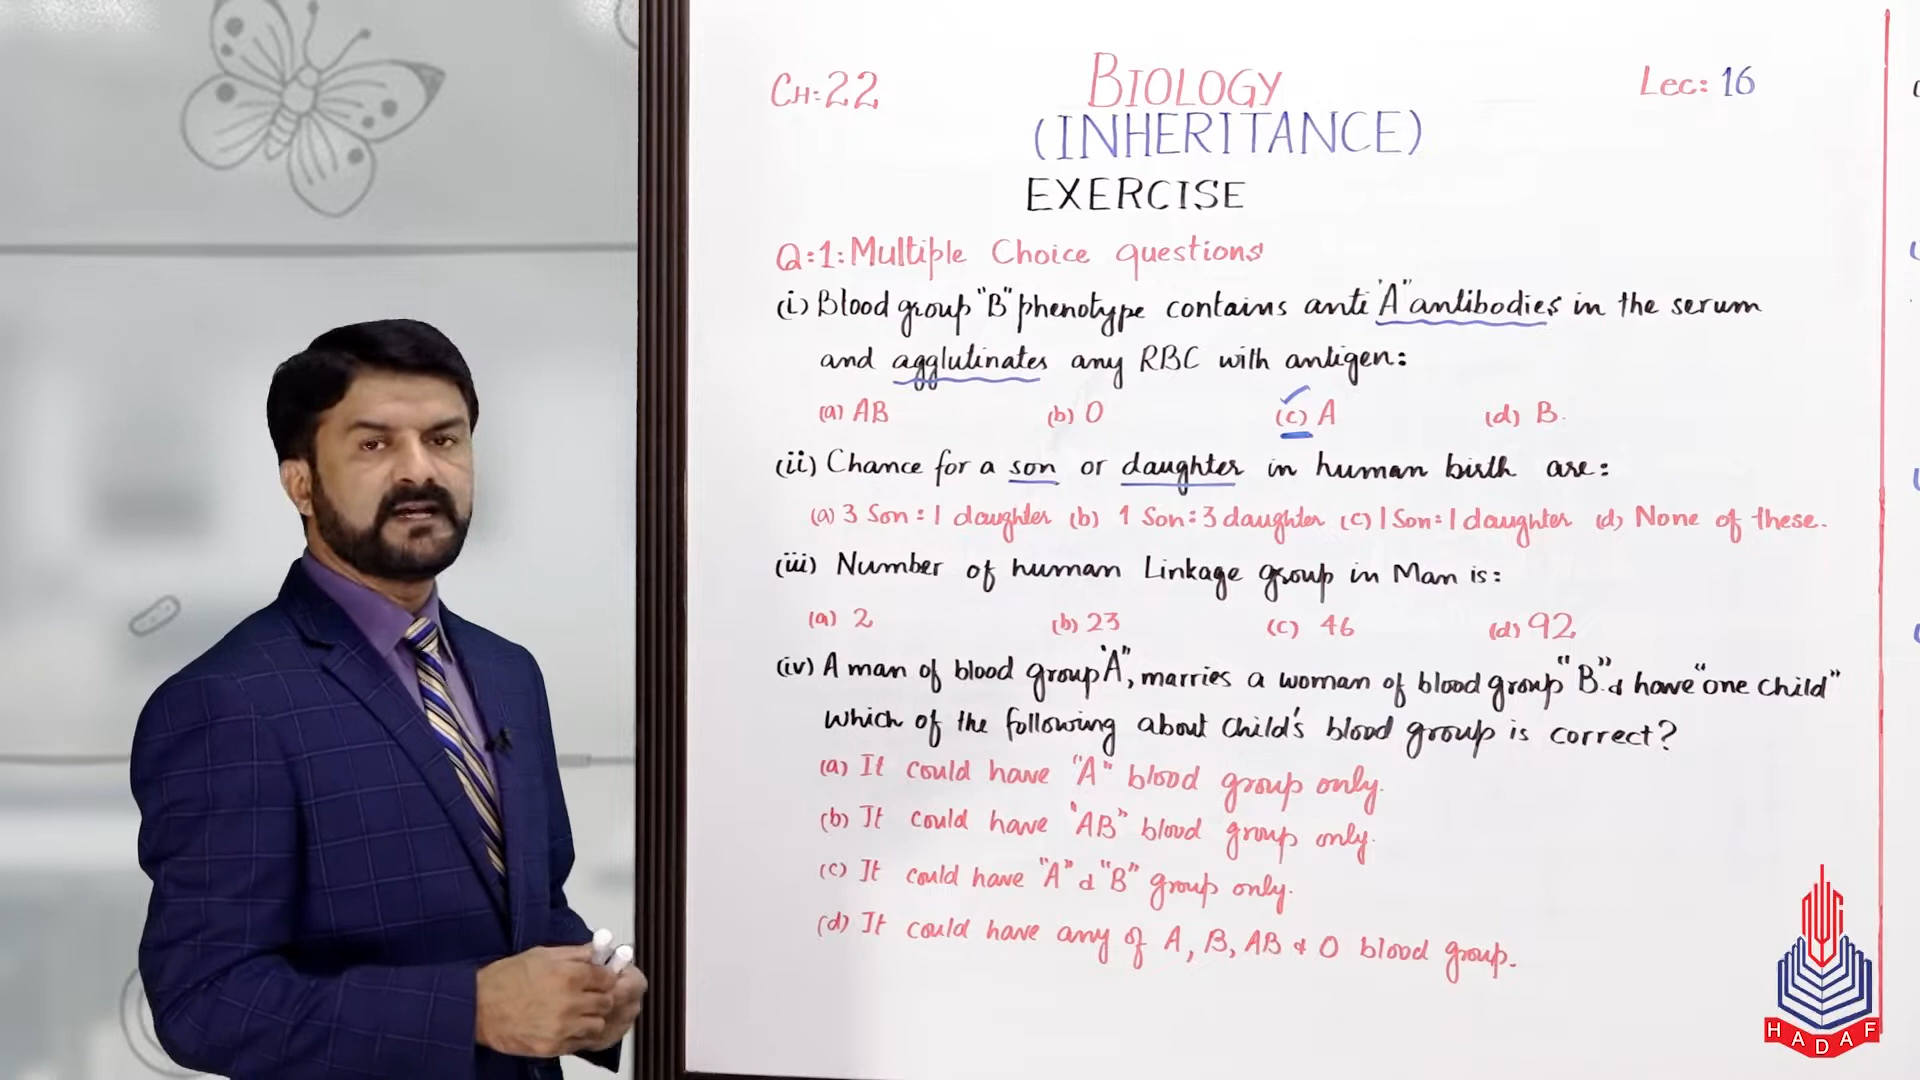 CH:22
BIOLOGY
Lec: 16
(INHERITANCE)
EXERCISE
Q:1: Multiple Choice questions
(i) Blood group "B" phenotype contains anti "A" antibodies in the serum
and agglutinates any RBC with antigen:
(a) AB (b) O (c) A (d) B.
(ii) Chance for a son or daughter in human birth are:
(a) 3 Son : 1 daughter (b) 1 Son : 3 daughter (c) 1 Son : 1 daughter (d) None of these.
(iii) Number of human Linkage group in Man is:
(a) 2 (b) 23 (c) 46 (d) 92
(iv) A man of blood group "A", marries a woman of blood group "B" & have "one child"
Which of the following about child's blood group is correct?
(a) It could have "A" blood group only.
(b) It could have "AB" blood group only.
(c) It could have "A" & "B" group only.
(d) It could have any of A, B, AB & O blood group.
HADAF